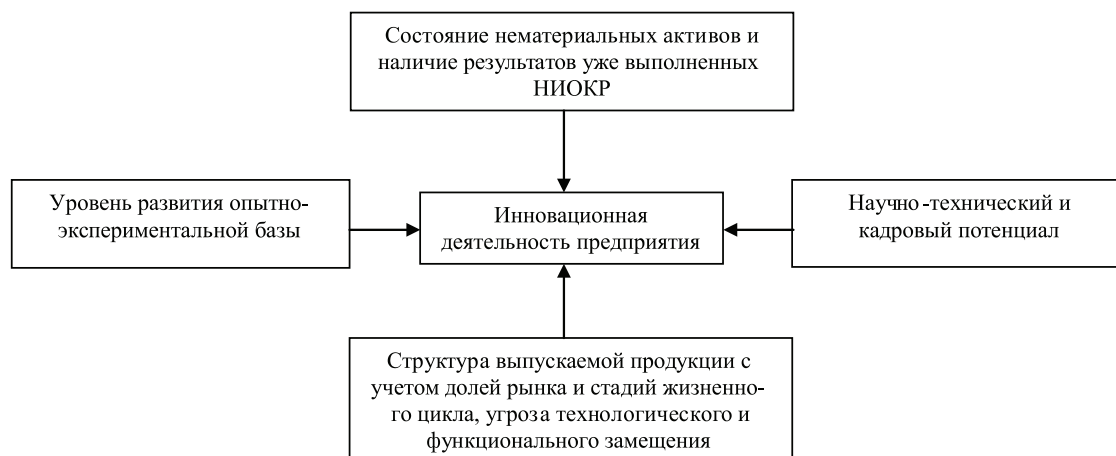 Состояние нематериальных активов и
наличие результатов уже выполненных
НИОКР
Уровень развития опытно-
экспериментальной базы
Инновационная
деятельность предприятия
Научно-технический и
кадровый потенциал
Структура выпускаемой продукции с
учетом долей рынка и стадий жизненно-
го цикла, угроза технологического и
функционального замещения